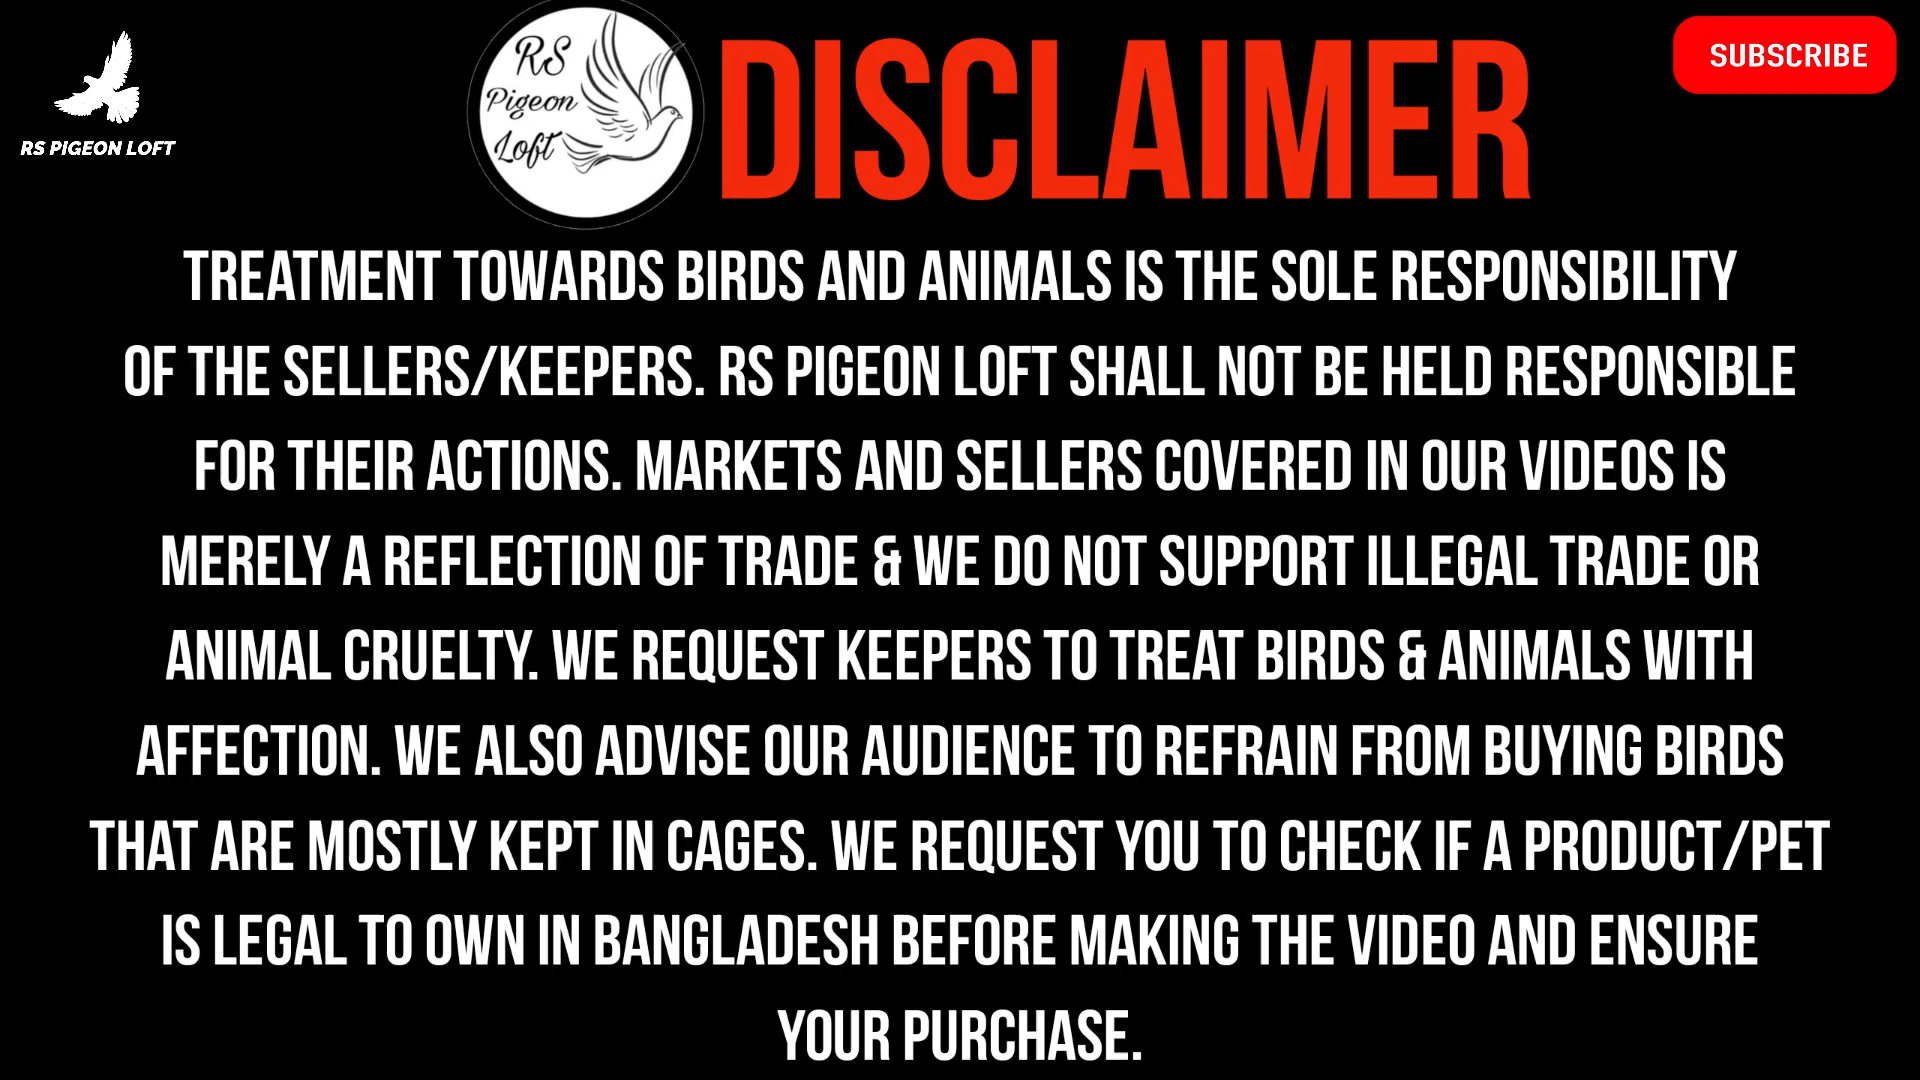 RS PIGEON LOFT
RS
Pigeon
Loft
DISCLAIMER
SUBSCRIBE
TREATMENT TOWARDS BIRDS AND ANIMALS IS THE SOLE RESPONSIBILITY
OF THE SELLERS/KEEPERS. RS PIGEON LOFT SHALL NOT BE HELD RESPONSIBLE
FOR THEIR ACTIONS. MARKETS AND SELLERS COVERED IN OUR VIDEOS IS
MERELY A REFLECTION OF TRADE & WE DO NOT SUPPORT ILLEGAL TRADE OR
ANIMAL CRUELTY. WE REQUEST KEEPERS TO TREAT BIRDS & ANIMALS WITH
AFFECTION. WE ALSO ADVISE OUR AUDIENCE TO REFRAIN FROM BUYING BIRDS
THAT ARE MOSTLY KEPT IN CAGES. WE REQUEST YOU TO CHECK IF A PRODUCT/PET
IS LEGAL TO OWN IN BANGLADESH BEFORE MAKING THE VIDEO AND ENSURE
YOUR PURCHASE.